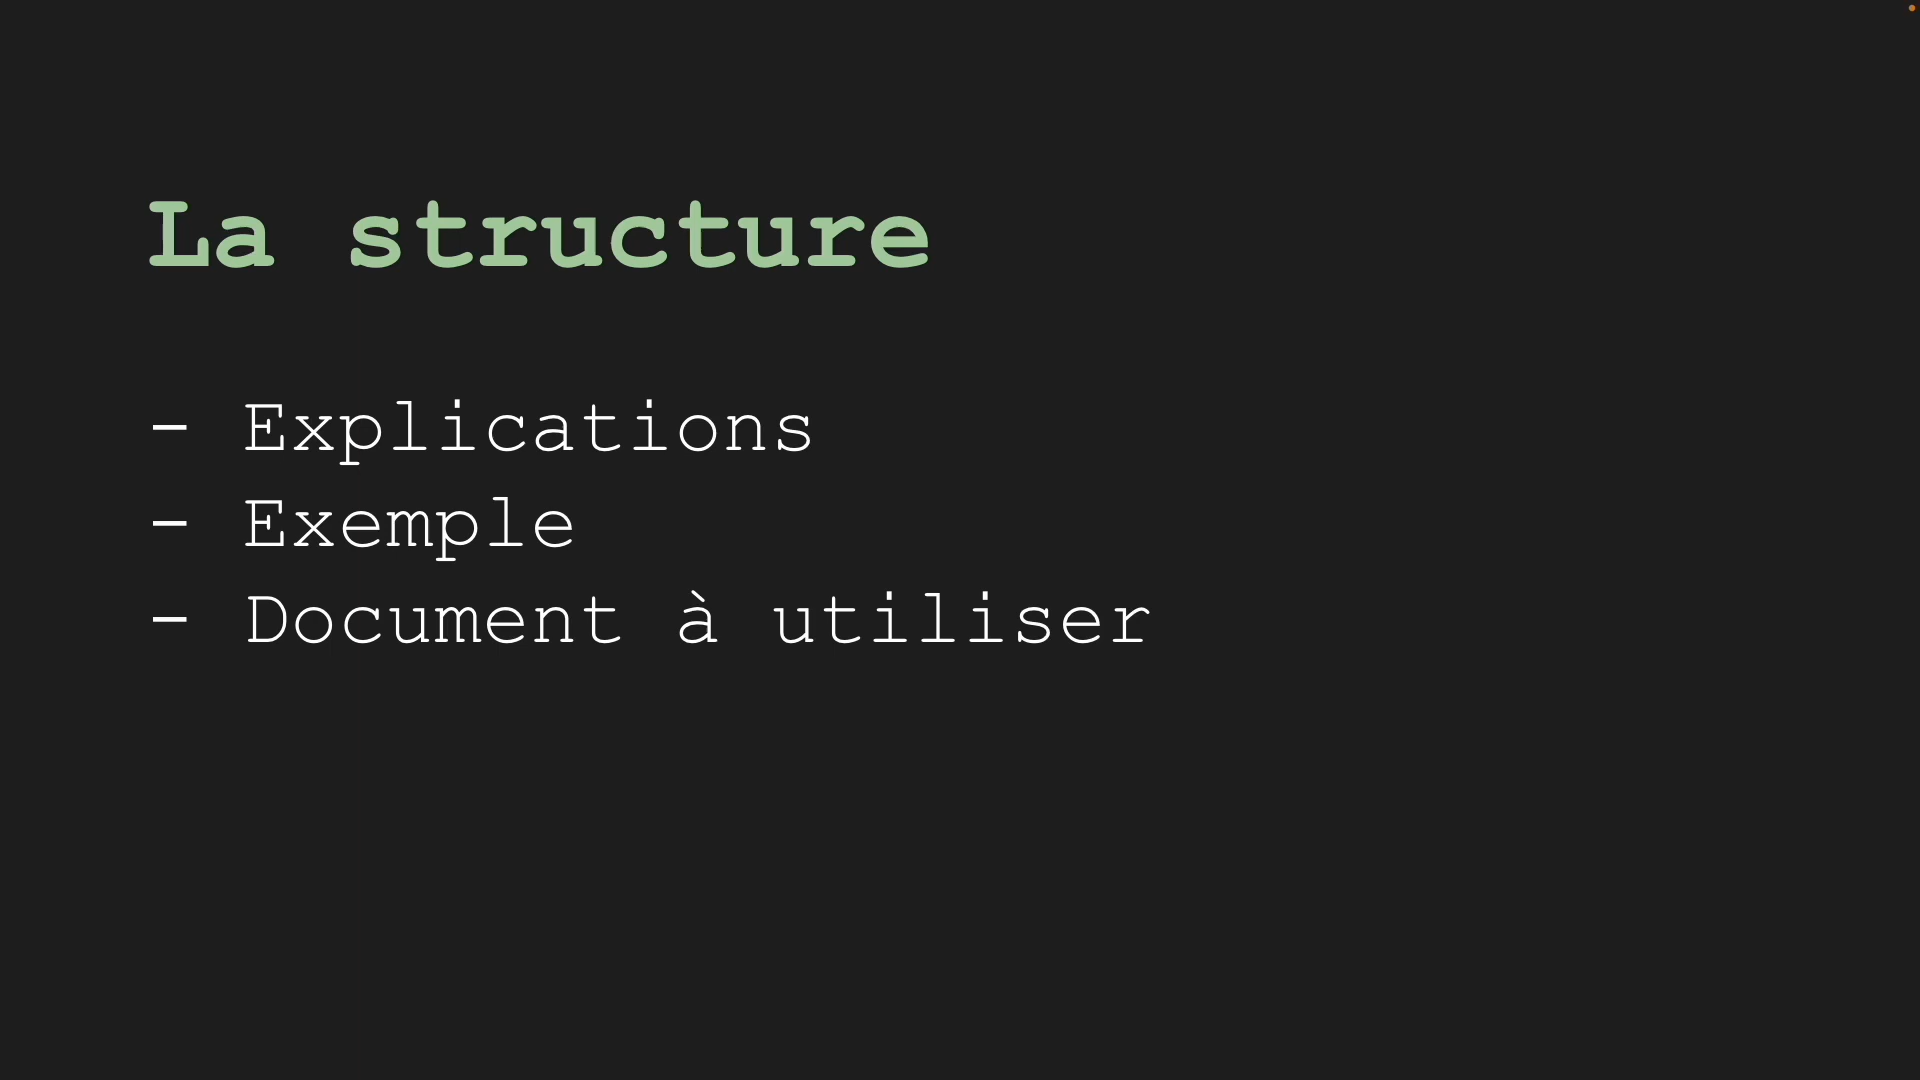 La structure
- Explications
- Exemple
- Document à utiliser